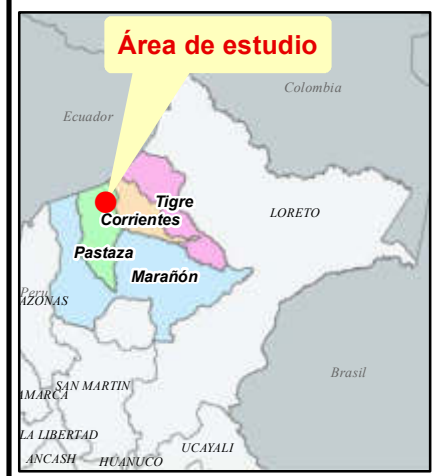 Área de estudio
Colombia
Ecuador
Tigre
LORETO
Corrientes
Pastaza
Marañón
Peru
AZONAS
Brasil
SAN MARTIN
AMARCA
LA LIBERTAD
UCAYALI
ANCASH
HUANUCO